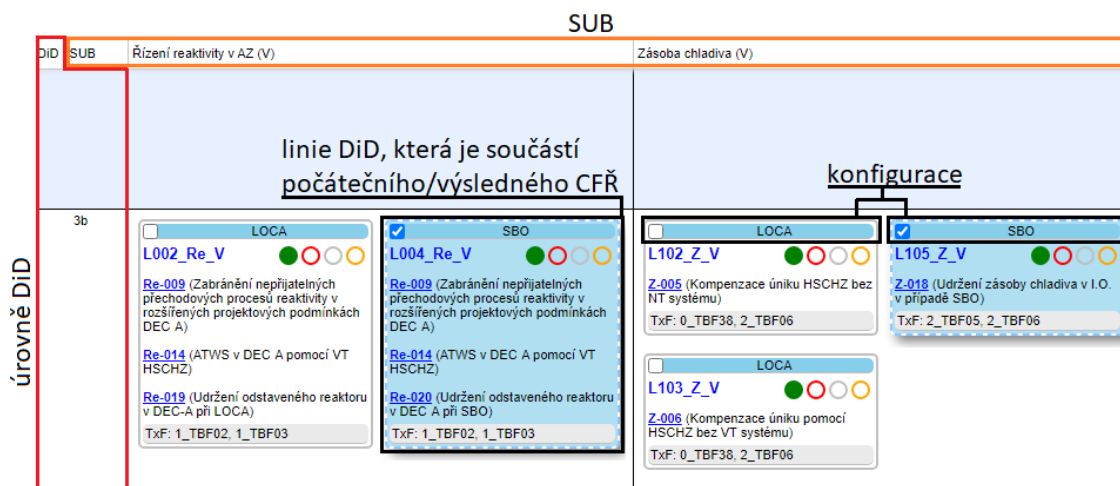 SUB
DiD SUB Řízení reaktivity v AZ (V) Zásoba chladiva (V)
linie DiD, která je součástí
počátečního/výsledného CFŘ
konfigurace
úrovně DiD
3b
LOCA
L002_Re_V
Re-009 (Zabránění nepřijatelných
přechodových procesů reaktivity v
rozšířených projektových podmínkách
DEC A)
Re-014 (ATWS v DEC A pomocí VT
HSCHZ)
Re-019 (Udržení odstaveného reaktoru
v DEC-A při LOCA)
TxF: 1_TBF02, 1_TBF03
SBO
L004_Re_V
Re-009 (Zabránění nepřijatelných
přechodových procesů reaktivity v
rozšířených projektových podmínkách
DEC A)
Re-014 (ATWS v DEC A pomocí VT
HSCHZ)
Re-020 (Udržení odstaveného reaktoru
v DEC A při SBO)
TxF: 1_TBF02, 1_TBF03
LOCA
L102_Z_V
Z-005 (Kompenzace úniku HSCHZ bez
NT systému)
TxF: 0_TBF38, 2_TBF06
SBO
L105_Z_V
Z-018 (Udržení zásoby chladiva v I.O.
v případě SBO)
TxF: 2_TBF05, 2_TBF06
LOCA
L103_Z_V
Z-006 (Kompenzace úniku pomocí
HSCHZ bez VT systému)
TxF: 0_TBF38, 2_TBF06